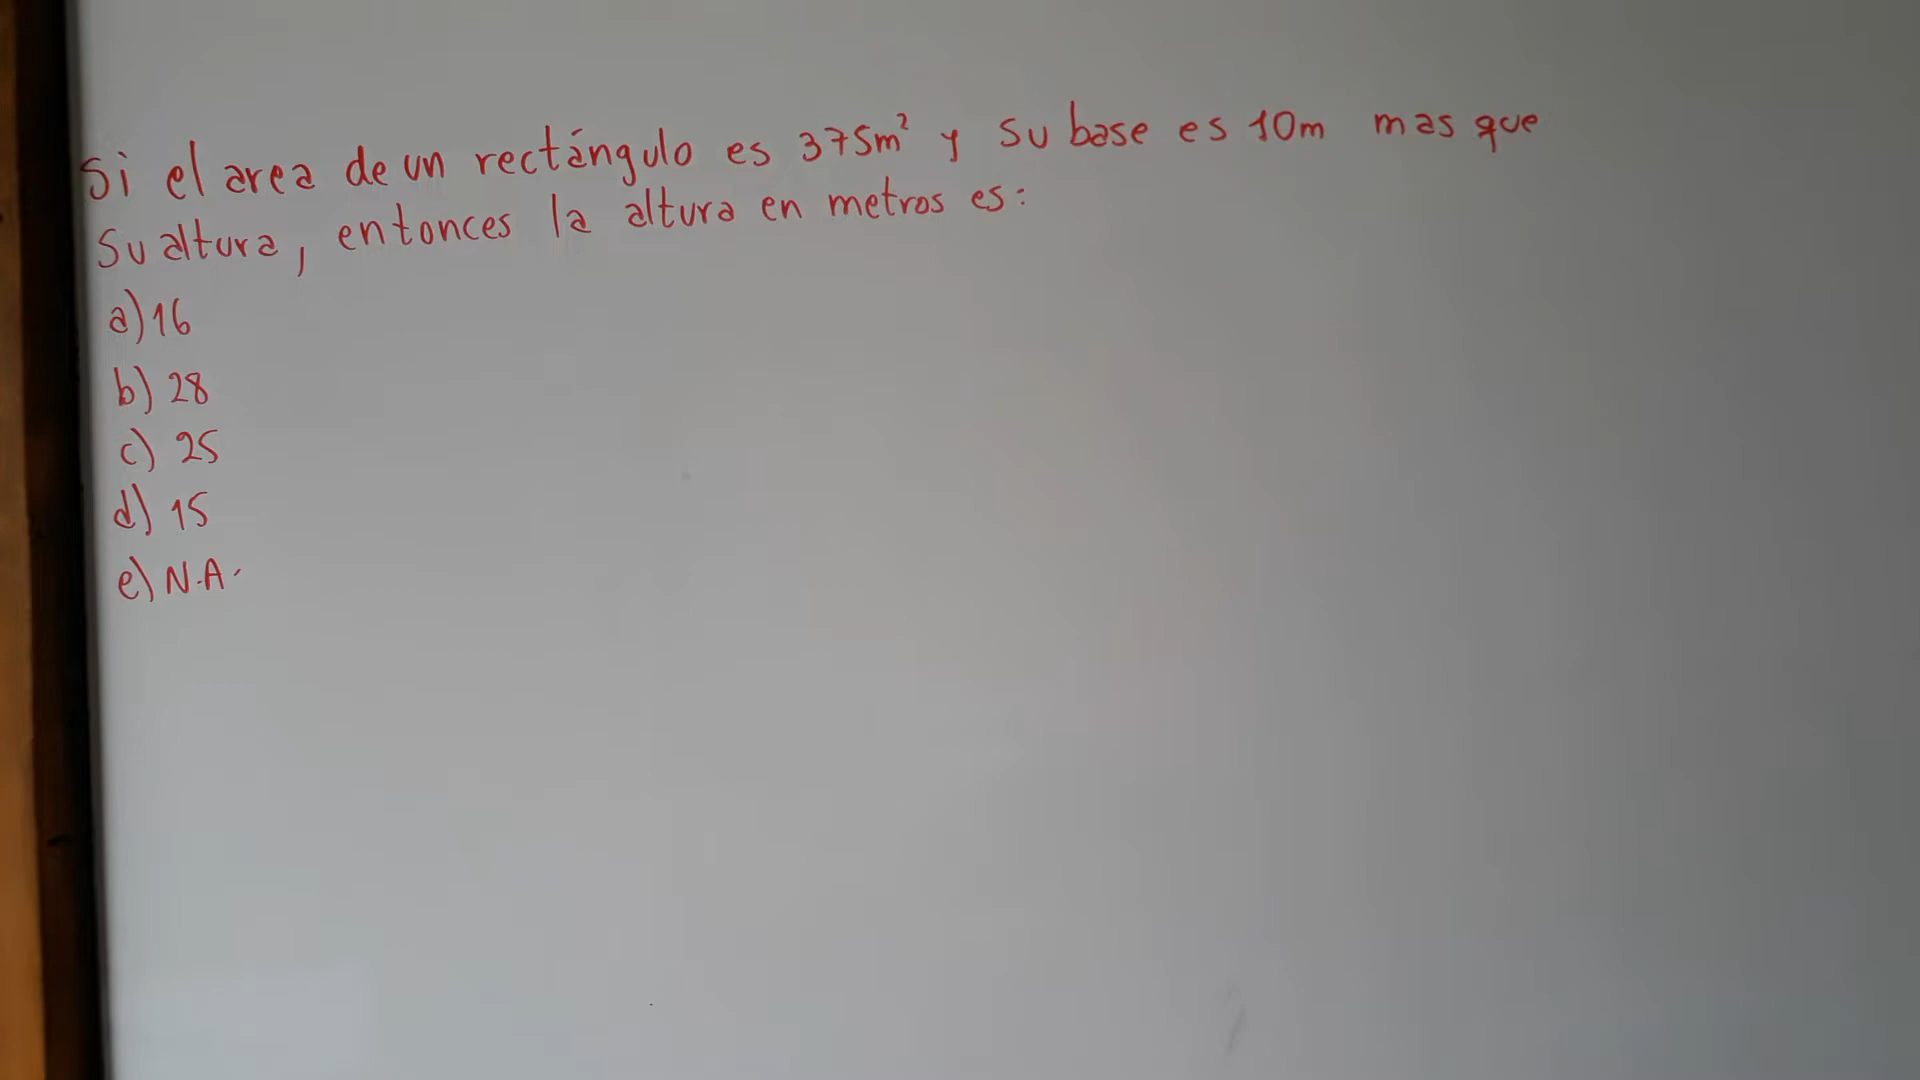 Si el area de un rectángulo es 375m² y su base es 10m mas que
su altura, entonces la altura en metros es:
a) 16
b) 28
c) 25
d) 15
e) N.A.